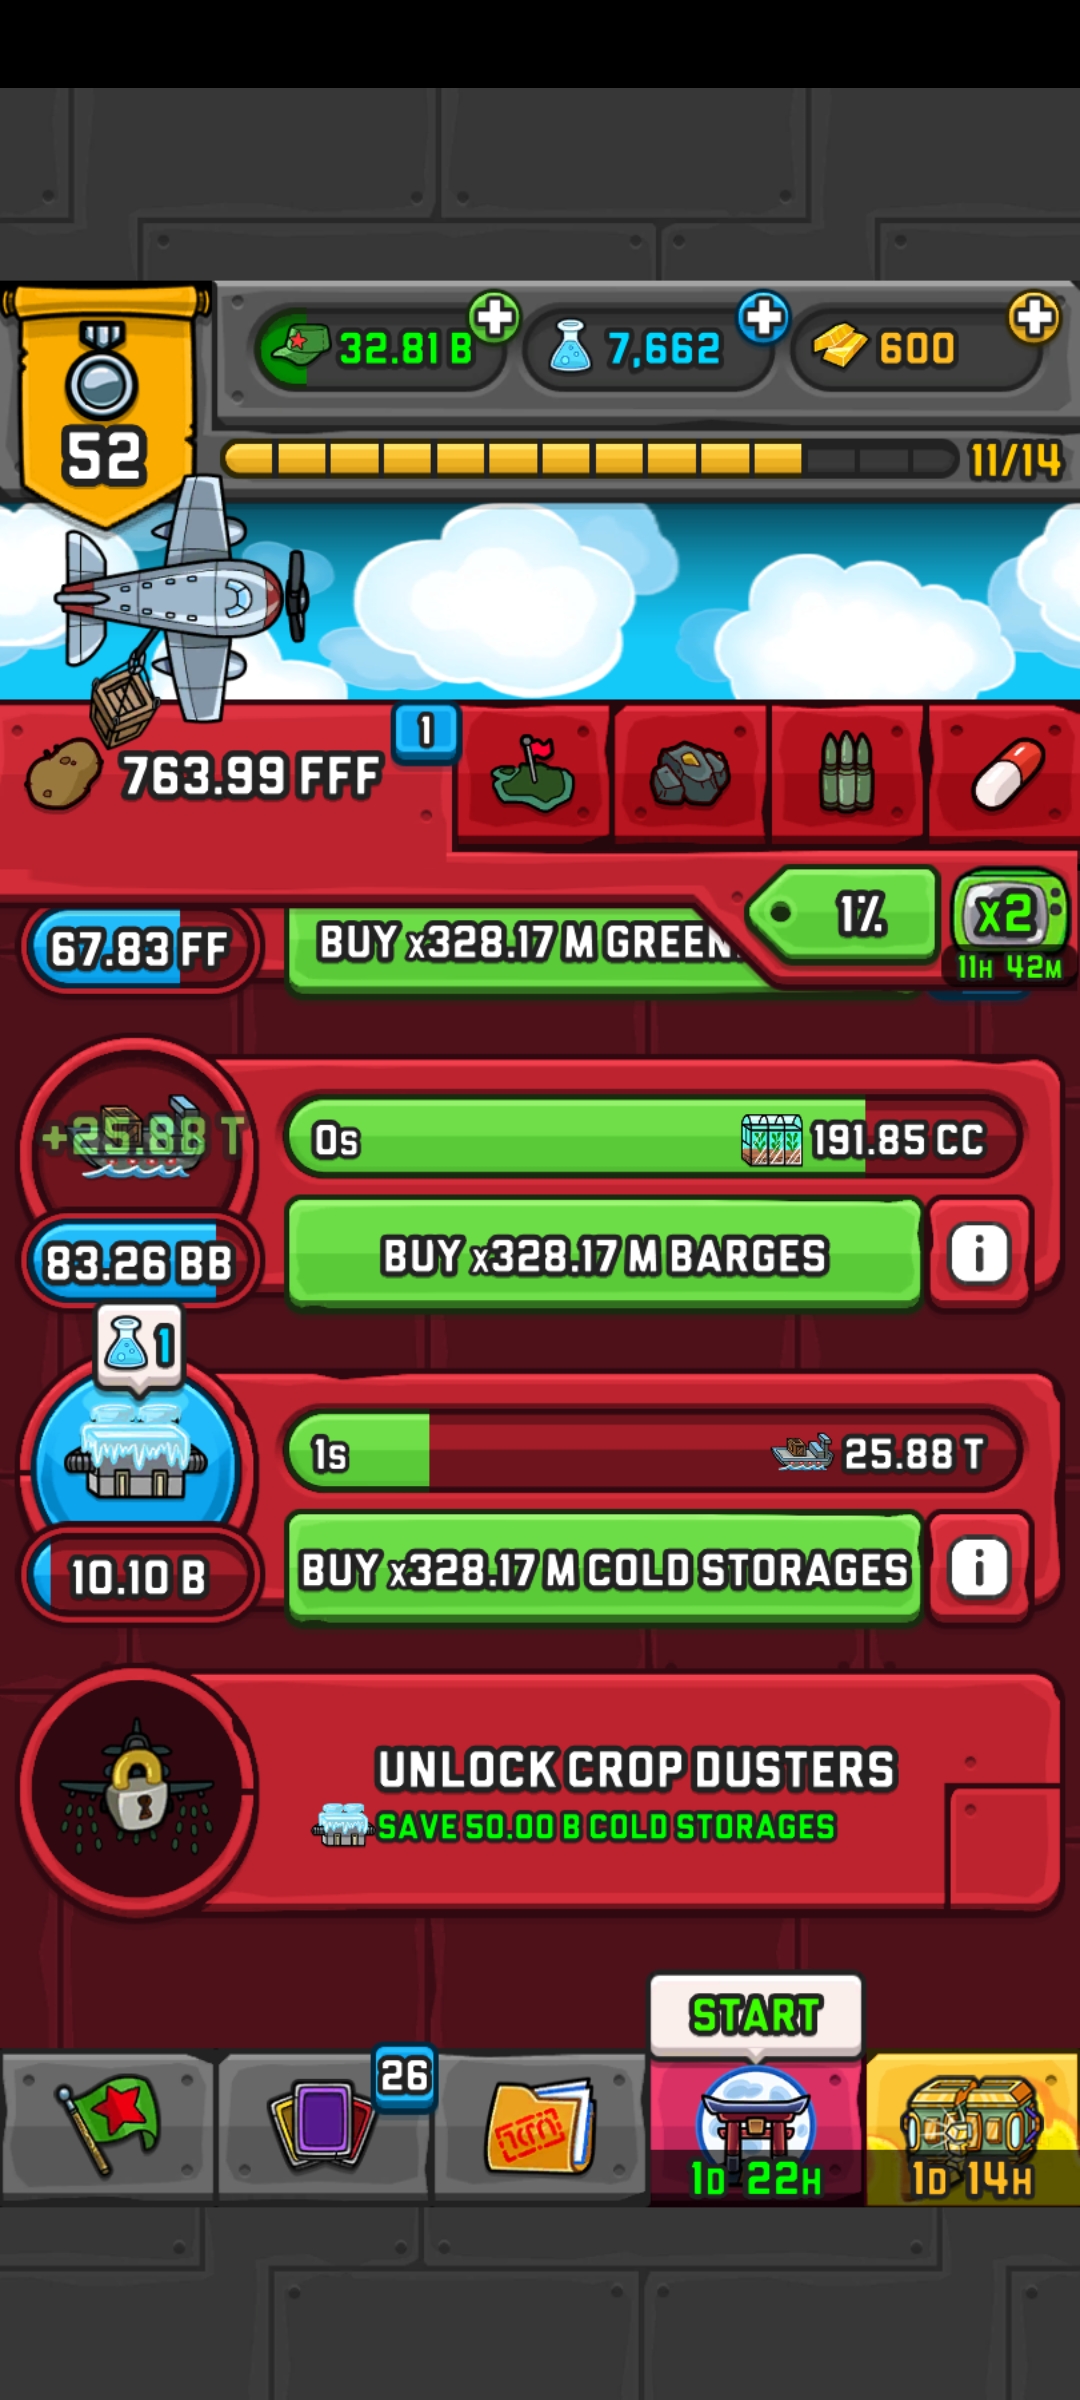 32.81 B
7,662
600
52
11/14
1
763.99 FFF
1%
x2
11H 42M
67.83 FF
BUY x328.17 M GREEN
+25.88 T
0s
191.85 CC
83.26 BB
BUY x328.17 M BARGES
i
1
1s
25.88 T
10.10 B
BUY x328.17 M COLD STORAGES
i
UNLOCK CROP DUSTERS
SAVE 50.00 B COLD STORAGES
START
26
1D 22H
1D 14H